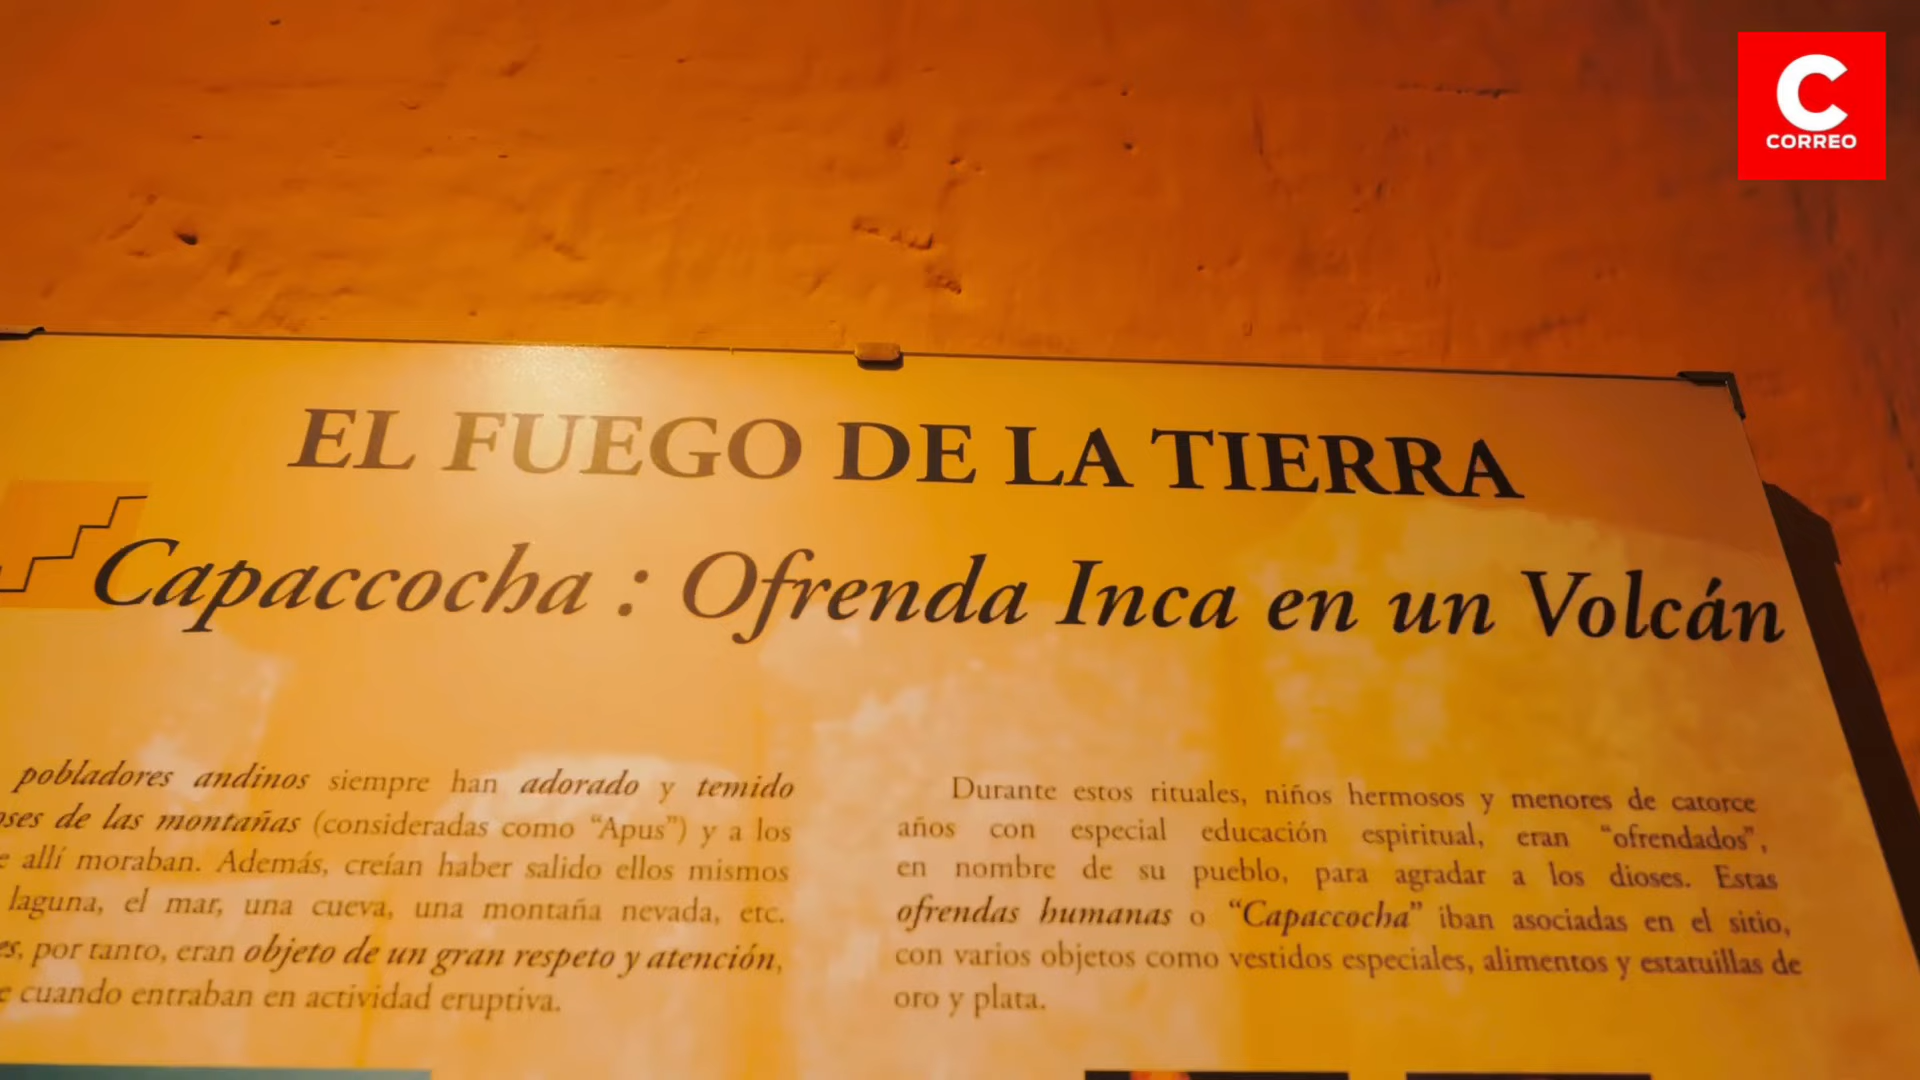 C
CORREO
EL FUEGO DE LA TIERRA
Capaccocha : Ofrenda Inca en un Volcán
pobladores andinos siempre han adorado y temido
de las montañas (consideradas como “Apus”) y a los
allí moraban. Además, creían haber salido ellos mismos
laguna, el mar, una cueva, una montaña nevada, etc.
por tanto, eran objeto de un gran respeto y atención,
cuando entraban en actividad eruptiva.
Durante estos rituales, niños hermosos y menores de catorce
años con especial educación espiritual, eran “ofrendados”,
en nombre de su pueblo, para agradar a los dioses. Estas
ofrendas humanas o “Capaccocha” iban asociadas en el sitio,
con varios objetos como vestidos especiales, alimentos y estatuillas de
oro y plata.